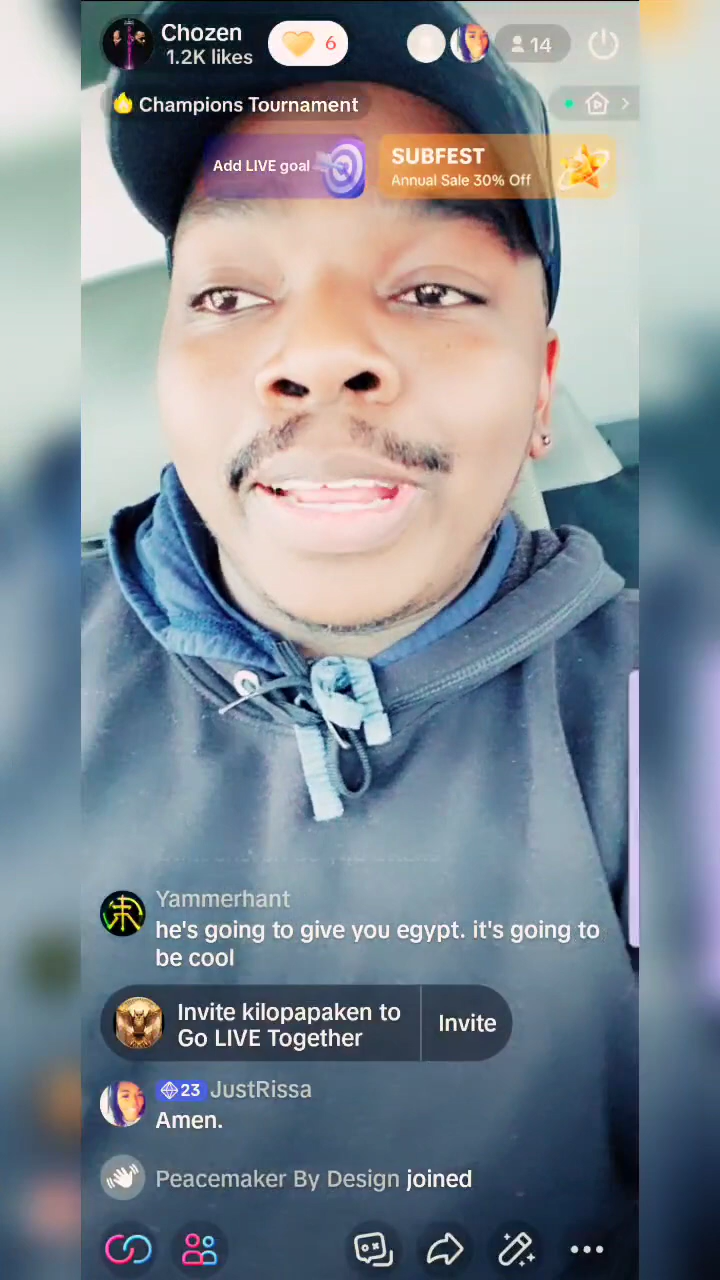 Chozen
1.2K likes
6
14
Champions Tournament
Add LIVE goal
SUBFEST
Annual Sale 30% Off
Yammerhant
he's going to give you egypt. it's going to
be cool
Invite kilopapaken to
Go LIVE Together
Invite
23 JustRissa
Amen.
Peacemaker By Design joined